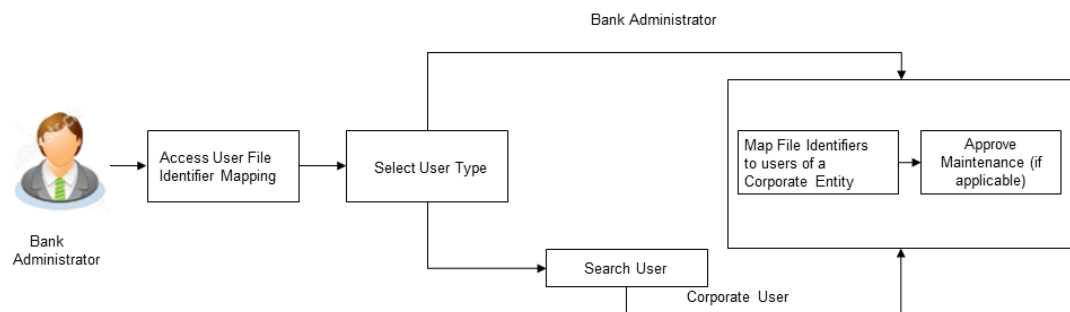 Bank Administrator
Access User File
Identifier Mapping
Select User Type
Map File Identifiers
to users of a
Corporate Entity
Approve
Maintenance (if
applicable)
Bank
Administrator
Search User
Corporate User